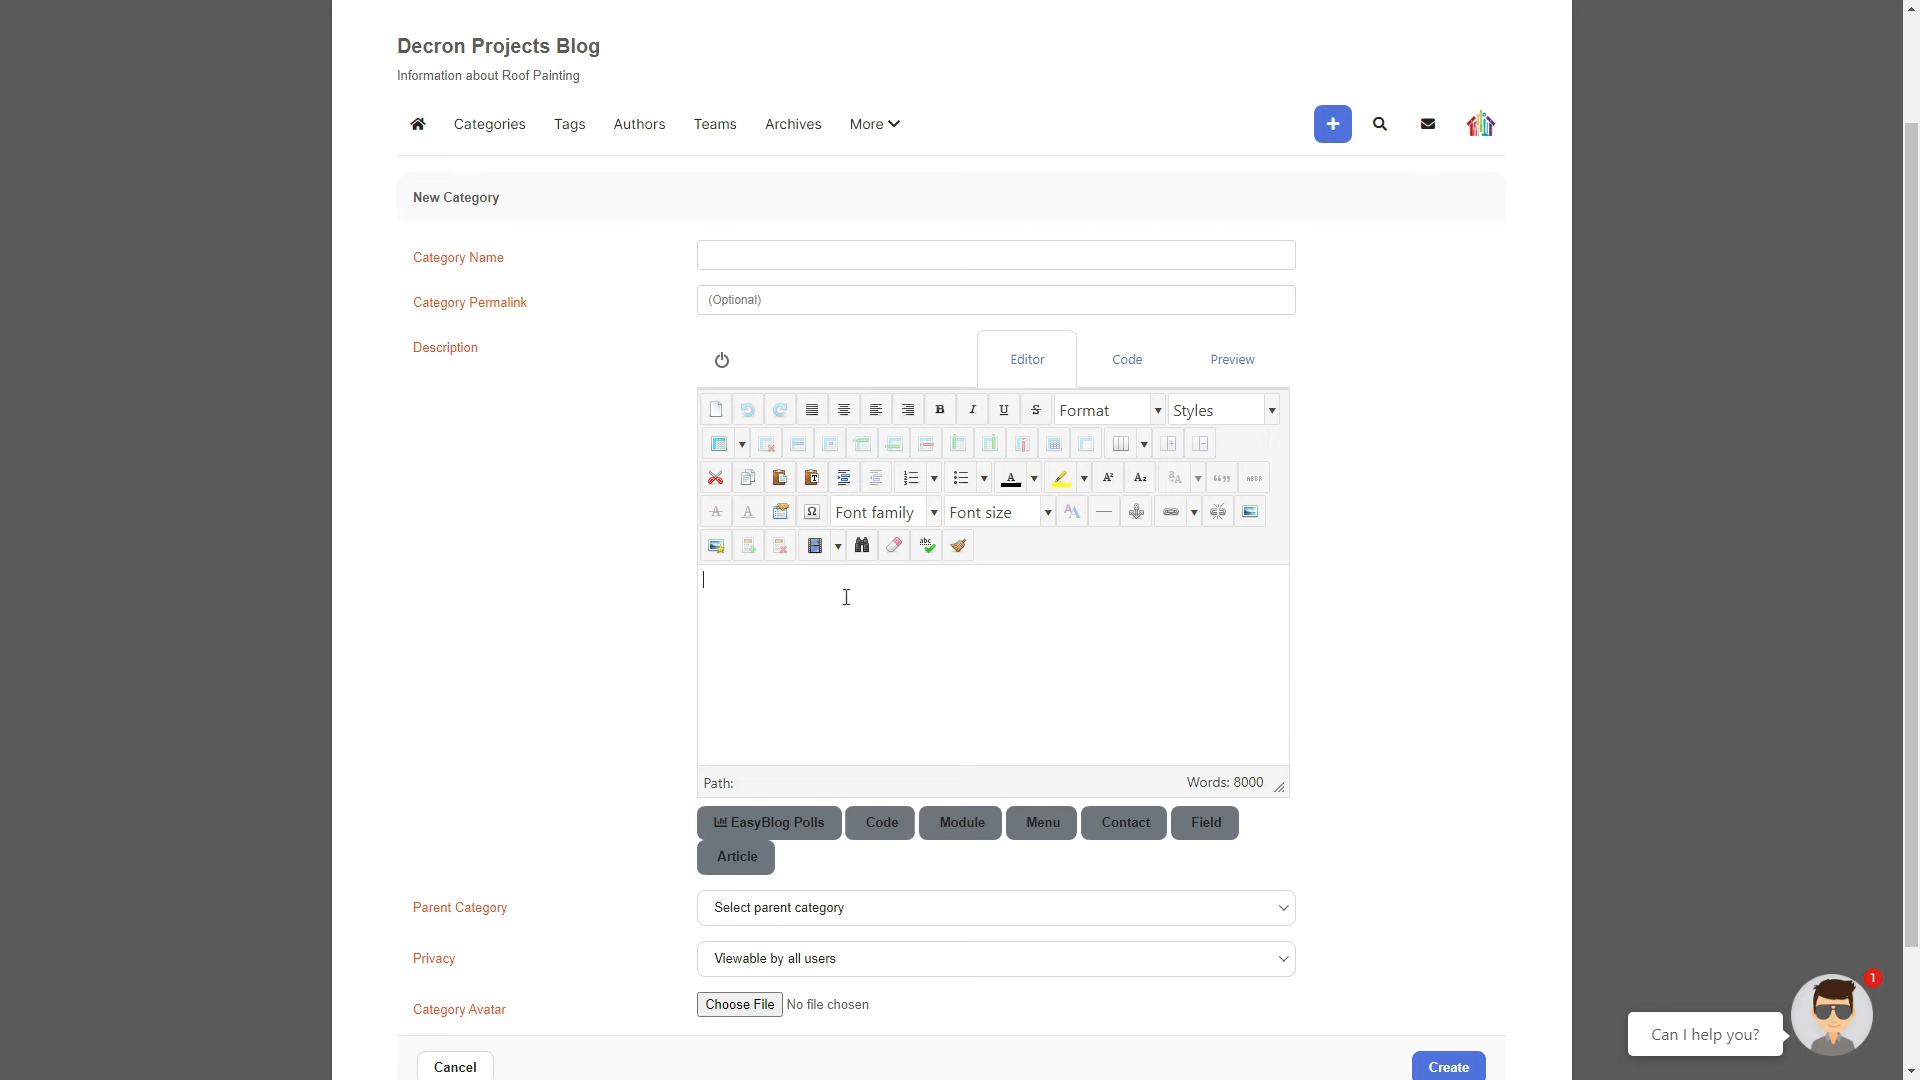 Decron Projects Blog
Information about Roof Painting
Categories Tags Authors Teams Archives More
New Category
Category Name
Category Permalink (Optional)
Description Editor Code Preview
B I U S Format Styles
A A² A₂
A A Ω Font family Font size
abc
Path: Words: 8000
EasyBlog Polls Code Module Menu Contact Field
Article
Parent Category Select parent category
Privacy Viewable by all users
Category Avatar Choose File No file chosen
1
Can I help you?
Cancel Create